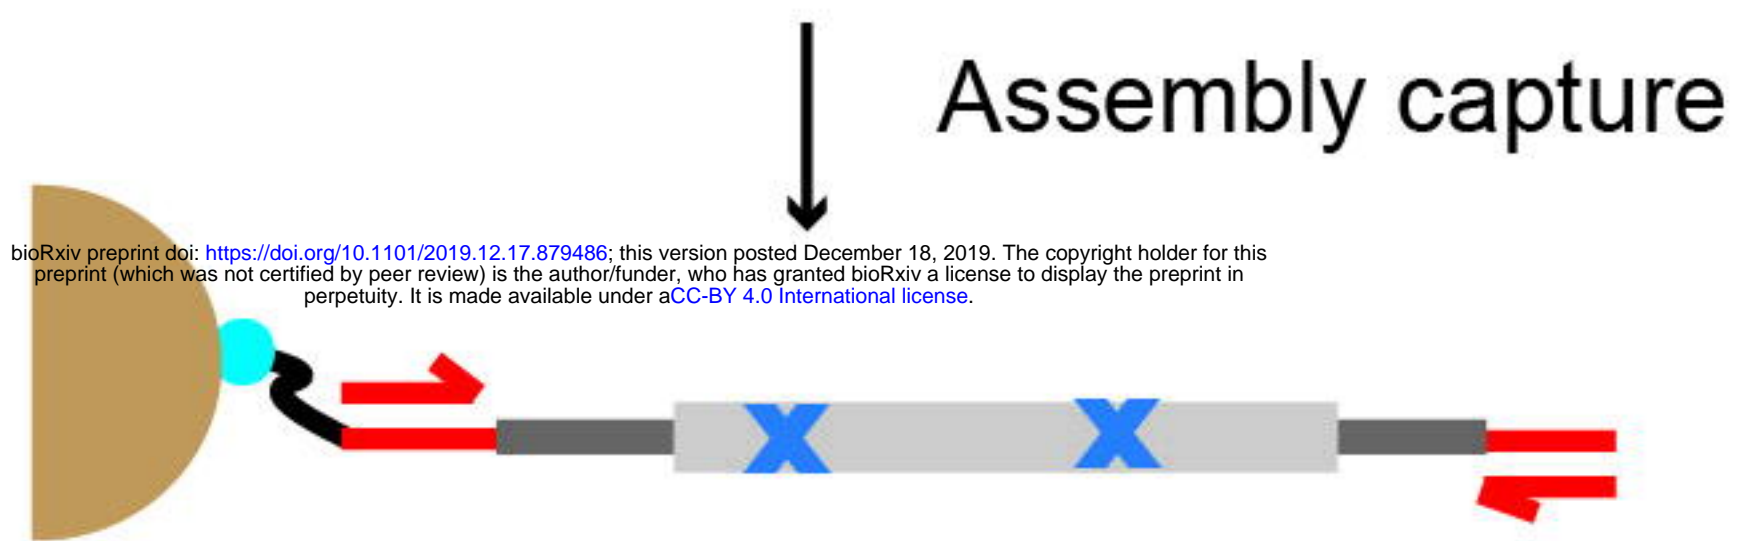 Assembly capture
bioRxiv preprint doi: https://doi.org/10.1101/2019.12.17.879486; this version posted December 18, 2019. The copyright holder for this
preprint (which was not certified by peer review) is the author/funder, who has granted bioRxiv a license to display the preprint in
perpetuity. It is made available under aCC-BY 4.0 International license.